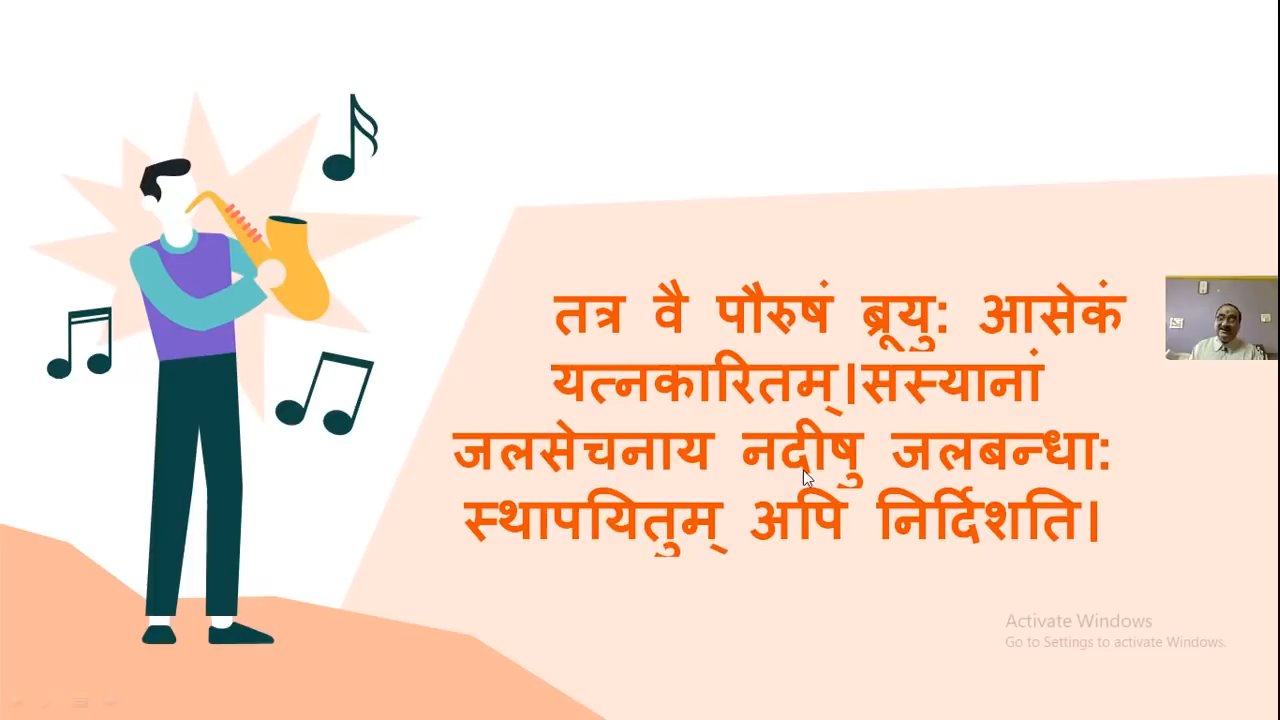 तत्र वै पौरुषं ब्रूयु: आसेकं
यत्नकारितम्।सस्यानां
जलसेचनाय नदीषु जलबन्धा:
स्थापयितुम् अपि निर्दिशति।
Activate Windows
Go to Settings to activate Windows.